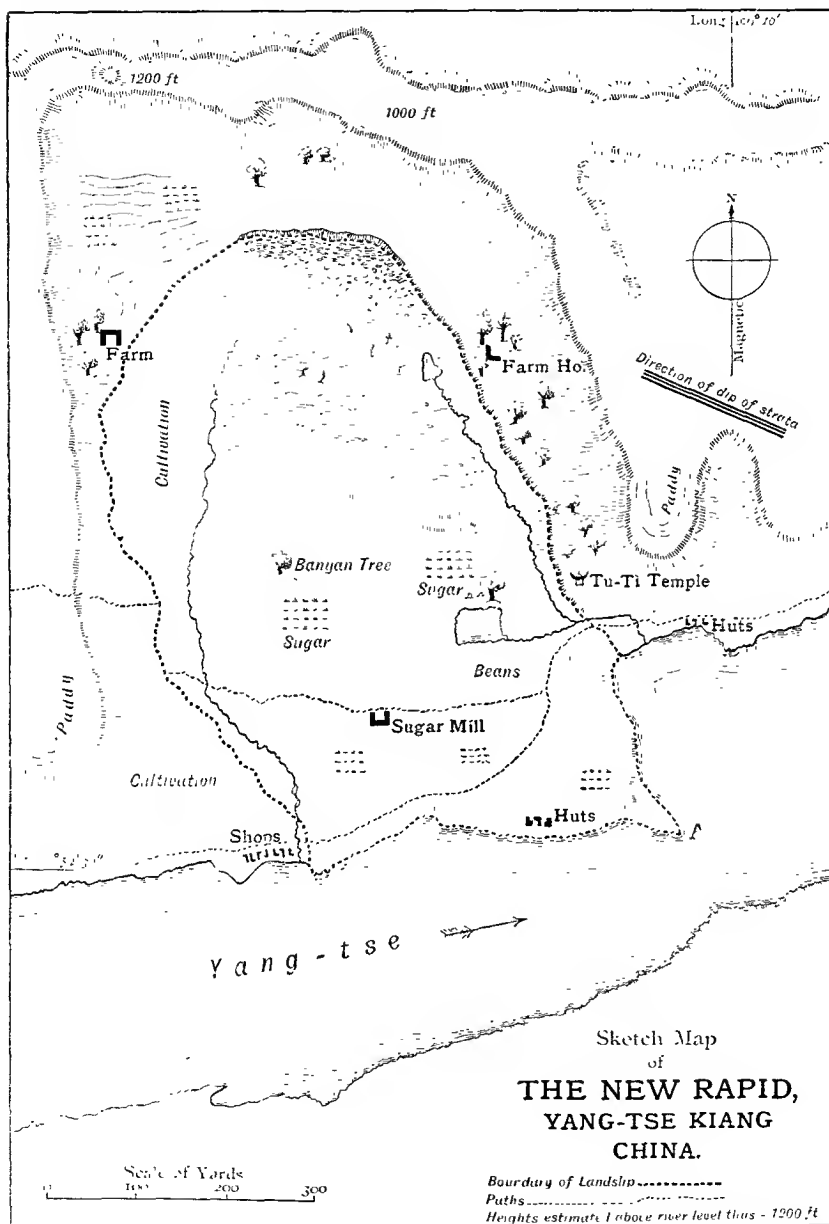 Long 109° 10'
1200 ft
1000 ft
N
Magnetic
Farm
Farm Ho.
Direction of dip of strata
Cultivation
Paddy
Banyan Tree
Sugar
Sugar
Tu-Ti Temple
Huts
Beans
Paddy
Sugar Mill
Cultivation
Huts
A
Shops
Yang-tse
Sketch Map
of
THE NEW RAPID,
YANG-TSE KIANG
CHINA.
Scale of Yards
0 100 200 300
Boundary of Landslip
Paths
Heights estimated above river level thus - 1200 ft